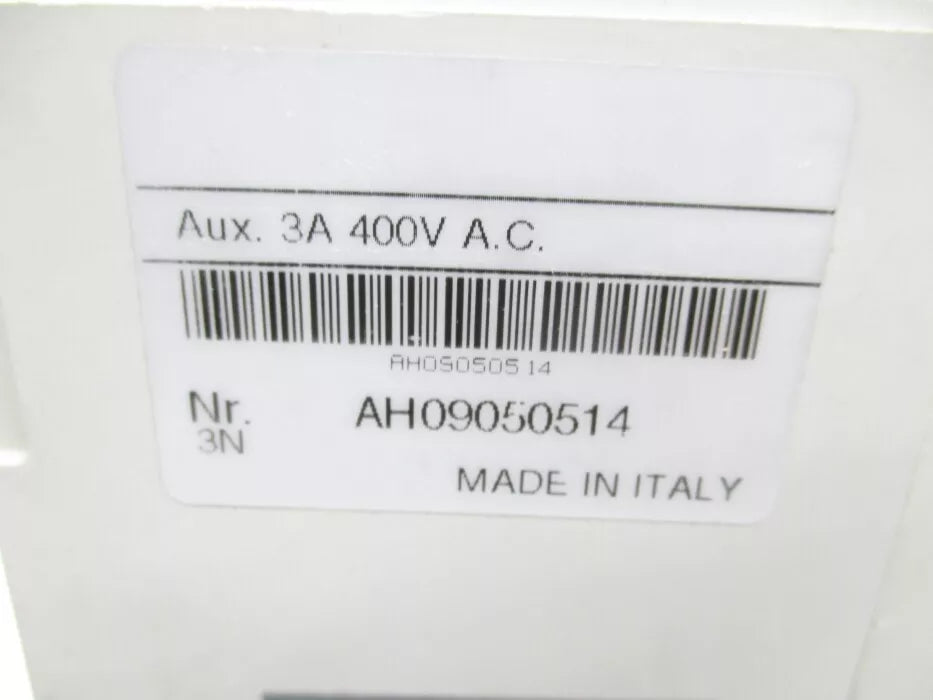 Aux. 3A 400V A.C.
AH09050514
Nr. AH09050514
3N
MADE IN ITALY